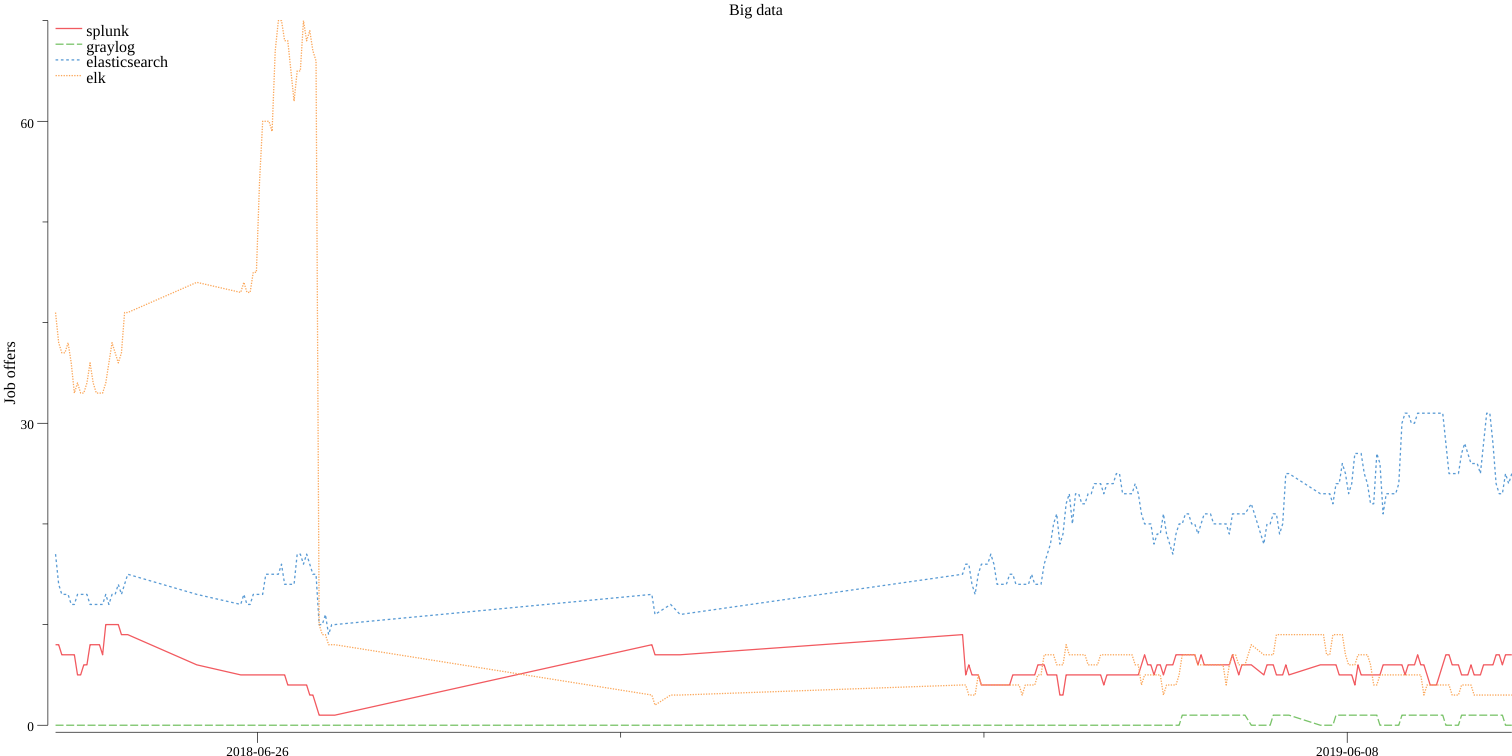 Big data
splunk
graylog
elasticsearch
elk
60
Job offers
30
0
2018-06-26
2019-06-08